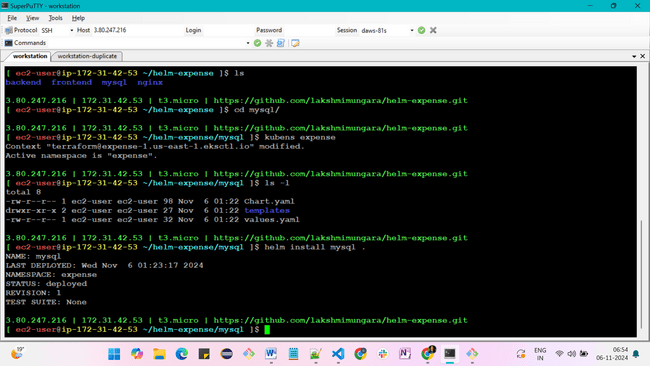 SuperPuTTY - workstation
File View Tools Help
Protocol SSH Host 3.80.247.216 Login Password Session daws-81s
Commands
workstation workstation-duplicate
[ ec2-user@ip-172-31-42-53 ~/helm-expense ]$ ls
backend frontend mysql nginx
3.80.247.216 | 172.31.42.53 | t3.micro | https://github.com/lakshmimungara/helm-expense.git
[ ec2-user@ip-172-31-42-53 ~/helm-expense ]$ cd mysql/
3.80.247.216 | 172.31.42.53 | t3.micro | https://github.com/lakshmimungara/helm-expense.git
[ ec2-user@ip-172-31-42-53 ~/helm-expense/mysql ]$ kubens expense
Context "terraform@expense-1.us-east-1.eksctl.io" modified.
Active namespace is "expense".
3.80.247.216 | 172.31.42.53 | t3.micro | https://github.com/lakshmimungara/helm-expense.git
[ ec2-user@ip-172-31-42-53 ~/helm-expense/mysql ]$ ls -l
total 8
-rw-r--r-- 1 ec2-user ec2-user 98 Nov  6 01:22 Chart.yaml
drwxr-xr-x 2 ec2-user ec2-user 27 Nov  6 01:22 templates
-rw-r--r-- 1 ec2-user ec2-user 32 Nov  6 01:22 values.yaml
3.80.247.216 | 172.31.42.53 | t3.micro | https://github.com/lakshmimungara/helm-expense.git
[ ec2-user@ip-172-31-42-53 ~/helm-expense/mysql ]$ helm install mysql .
NAME: mysql
LAST DEPLOYED: Wed Nov  6 01:23:17 2024
NAMESPACE: expense
STATUS: deployed
REVISION: 1
TEST SUITE: None
3.80.247.216 | 172.31.42.53 | t3.micro | https://github.com/lakshmimungara/helm-expense.git
[ ec2-user@ip-172-31-42-53 ~/helm-expense/mysql ]$
19°
ENG
IN
06:54
06-11-2024